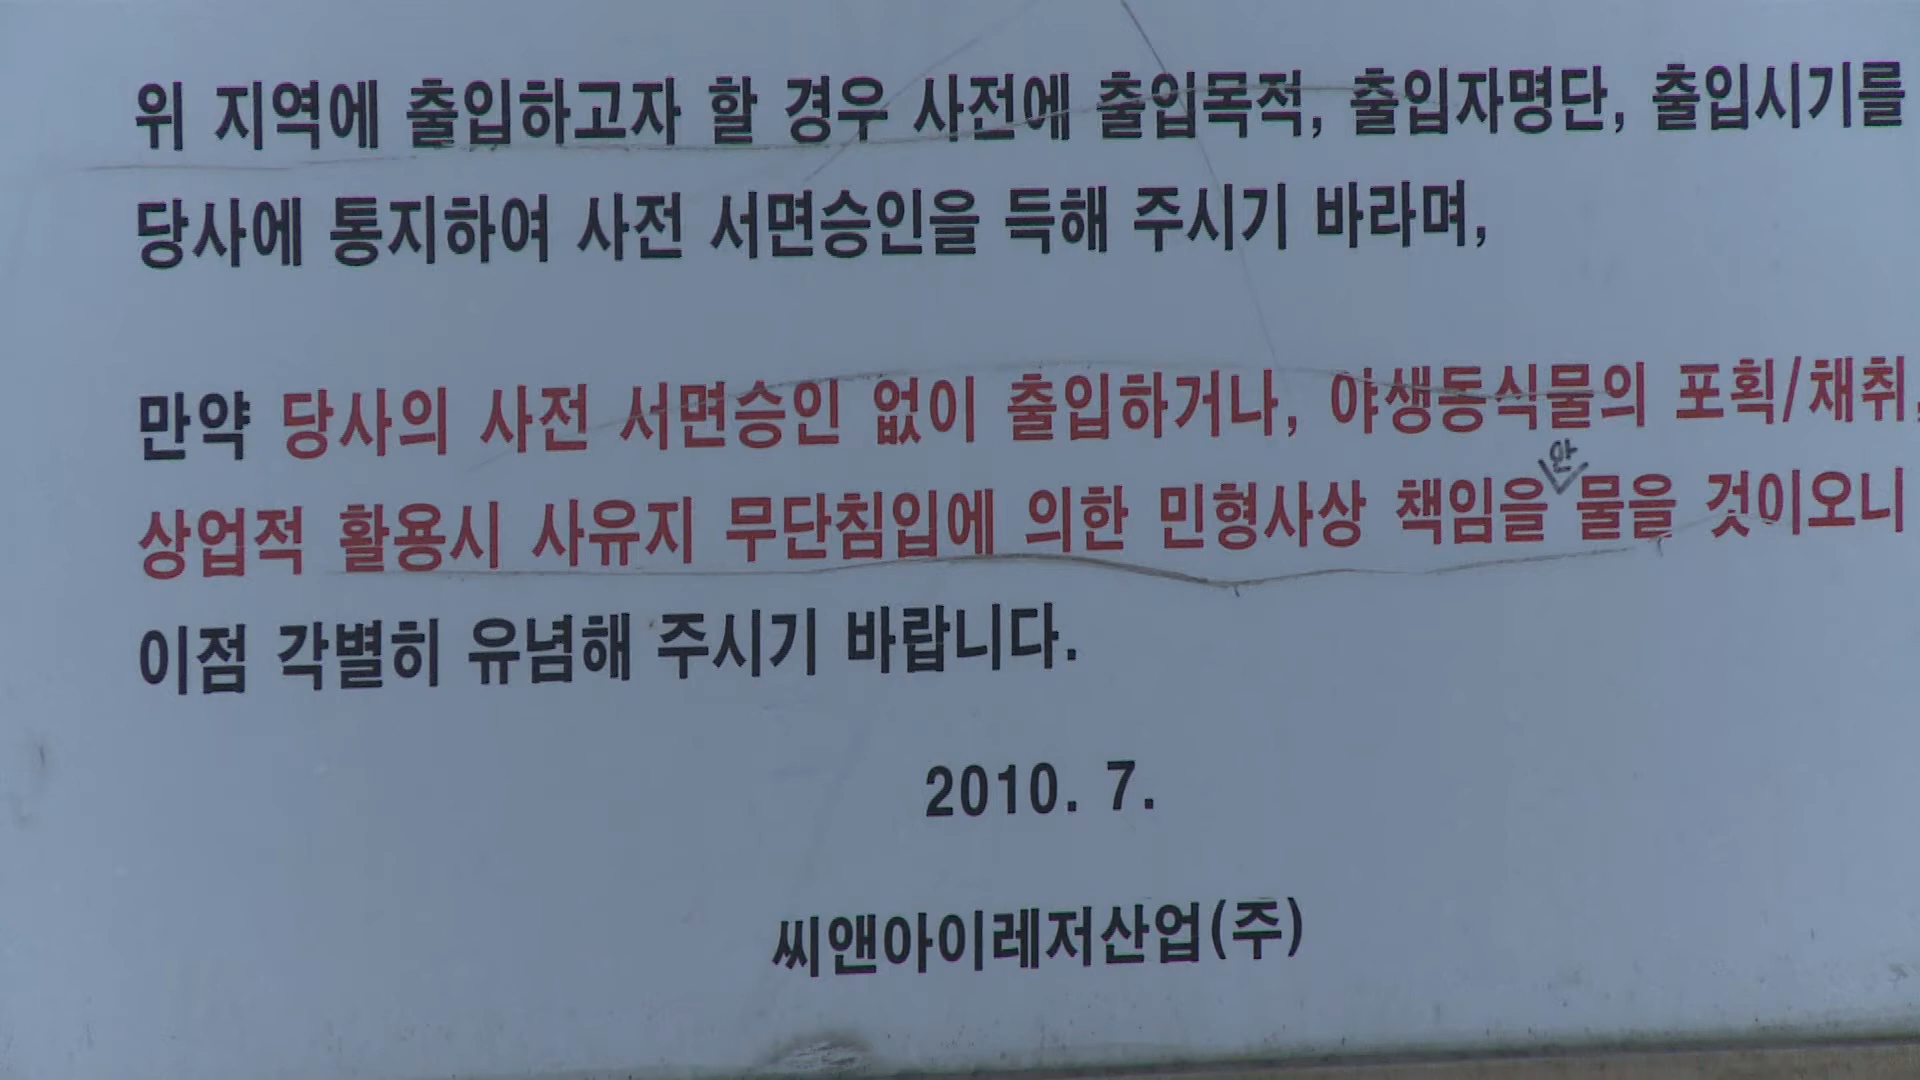 위 지역에 출입하고자 할 경우 사전에 출입목적, 출입자명단, 출입시기를
당사에 통지하여 사전 서면승인을 득해 주시기 바라며,
만약 당사의 사전 서면승인 없이 출입하거나, 야생동식물의 포획/채취,
안
상업적 활용시 사유지 무단침입에 의한 민형사상 책임을 물을 것이오니
이점 각별히 유념해 주시기 바랍니다.
2010. 7.
씨앤아이레저산업(주)